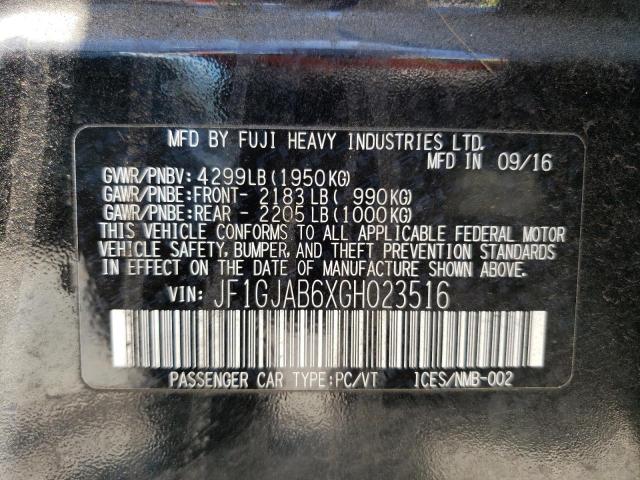 MFD BY FUJI HEAVY INDUSTRIES LTD.
MFD IN 09/16
GVWR/PNBV: 4299LB(1950KG)
GAWR/PNBE:FRONT- 2183LB( 990KG)
GAWR/PNBE:REAR - 2205LB(1000KG)
THIS VEHICLE CONFORMS TO ALL APPLICABLE FEDERAL MOTOR
VEHICLE SAFETY, BUMPER, AND THEFT PREVENTION STANDARDS
IN EFFECT ON THE DATE OF MANUFACTURE SHOWN ABOVE.
VIN: JF1GJAB6XGH023516
PASSENGER CAR TYPE:PC/VT 1CES/NMB-002